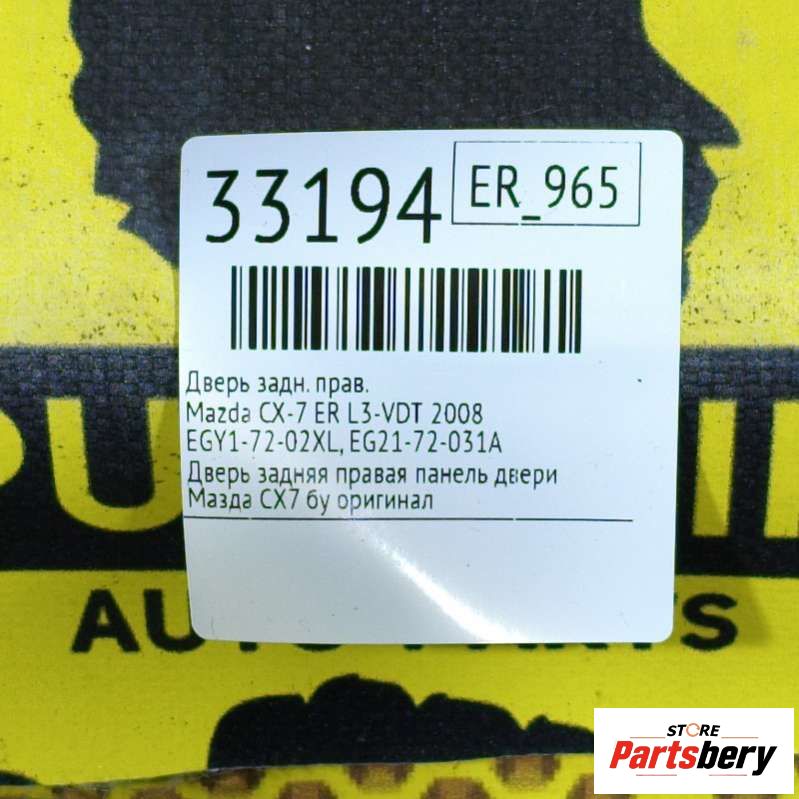 33194
ER_965
Дверь задн. прав.
Mazda CX-7 ER L3-VDT 2008
EGY1-72-02XL, EG21-72-031A
Дверь задняя правая панель двери
Мазда CX7 бу оригинал
STORE
Partsbery